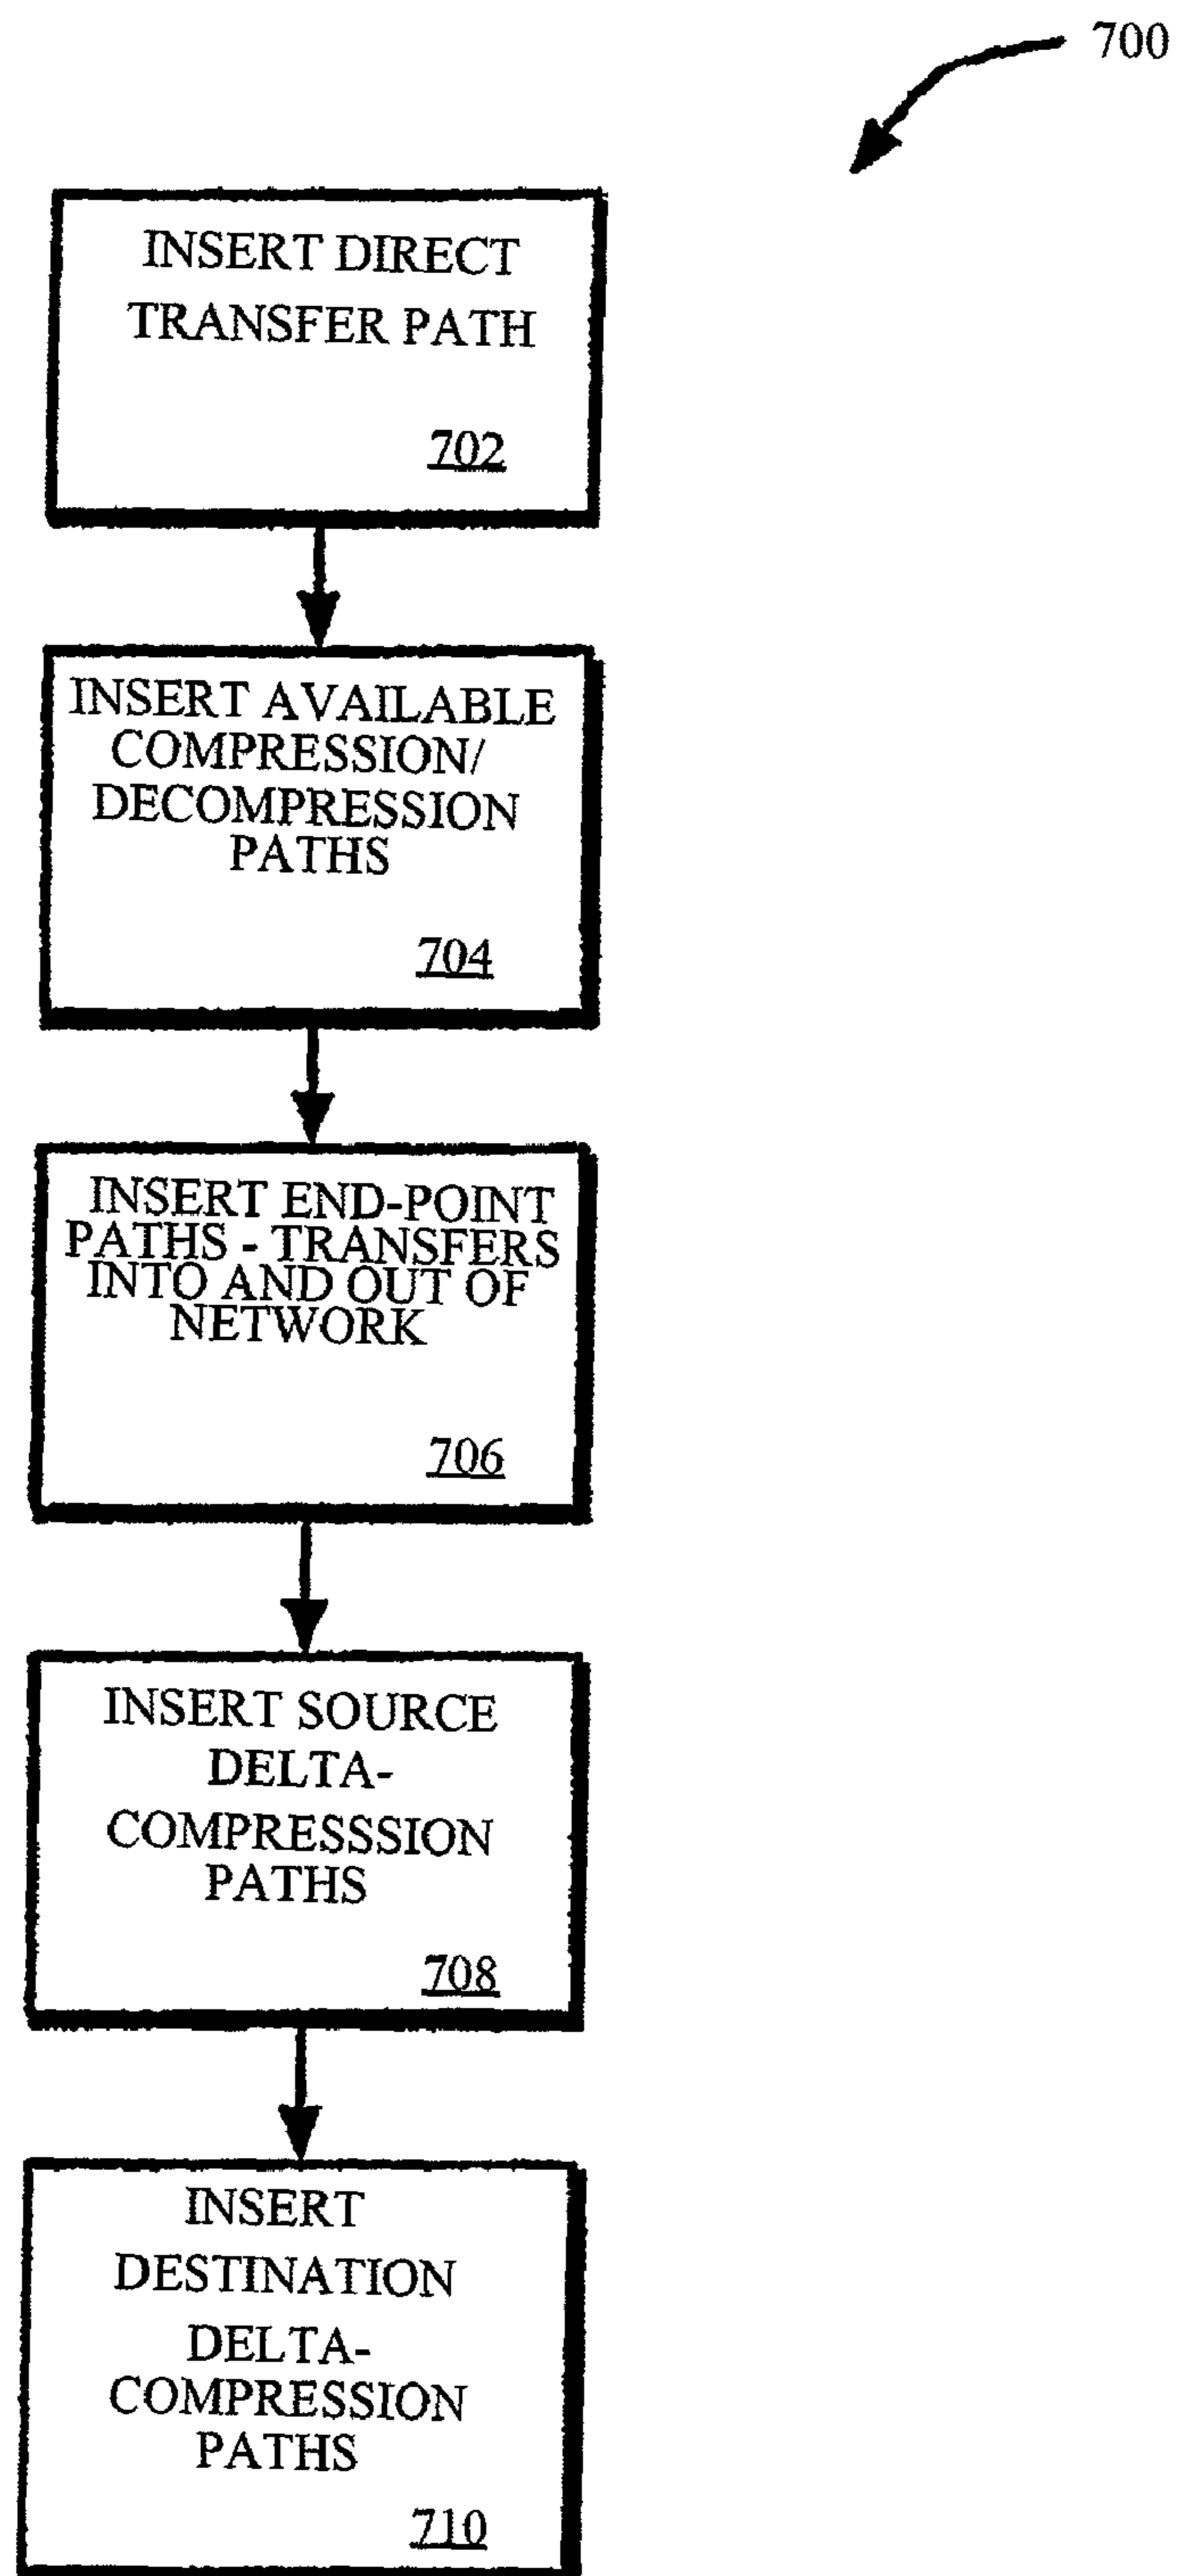 700
INSERT DIRECT
TRANSFER PATH
702
INSERT AVAILABLE
COMPRESSION/
DECOMPRESSION
PATHS
704
INSERT END-POINT
PATHS - TRANSFERS
INTO AND OUT OF
NETWORK
706
INSERT SOURCE
DELTA-
COMPRESSSION
PATHS
708
INSERT
DESTINATION
DELTA-
COMPRESSION
PATHS
710